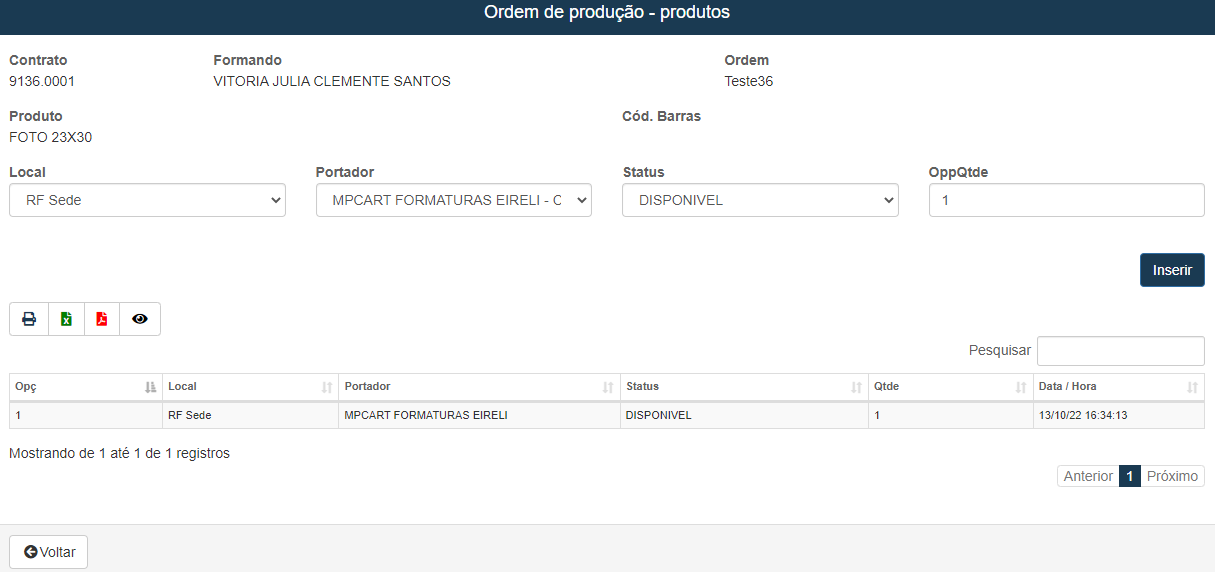 Ordem de produção - produtos
Contrato Formando Ordem
9136.0001 VITORIA JULIA CLEMENTE SANTOS Teste36
Produto Cód. Barras
FOTO 23X30
Local Portador Status OppQtde
RF Sede MPCART FORMATURAS EIRELI - C DISPONIVEL 1
Inserir
Pesquisar
Opç Local Portador Status Qtde Data / Hora
1 RF Sede MPCART FORMATURAS EIRELI DISPONIVEL 1 13/10/22 16:34:13
Mostrando de 1 até 1 de 1 registros
Anterior 1 Próximo
Voltar